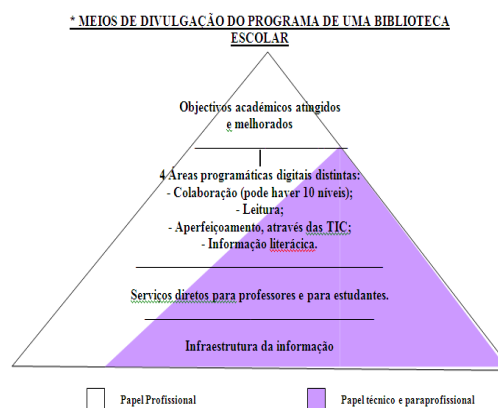 * MEIOS DE DIVULGAÇÃO DO PROGRAMA DE UMA BIBLIOTECA
ESCOLAR
Objectivos académicos atingidos
e melhorados
4 Áreas programáticas digitais distintas:
- Colaboração (pode haver 10 níveis);
- Leitura;
- Aperfeiçoamento, através das TIC;
- Informação literácica.
Serviços diretos para professores e para estudantes.
Infraestrutura da informação
Papel Profissional
Papel técnico e paraprofissional